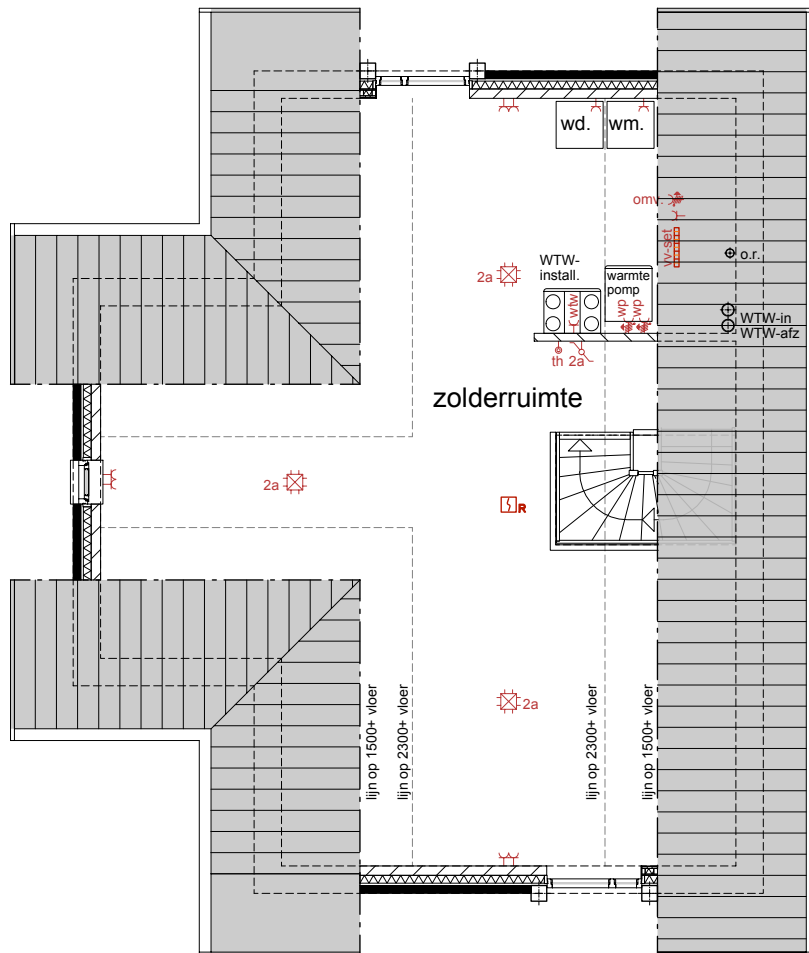 wd.
wm.
omv.
vv-set
WTW-
install.
warmte
pomp
o.r.
2a
wtw
wp
wp
WTW-in
WTW-afz
th
2a
zolderruimte
2a
R
2a
lijn op 1500+ vloer
lijn op 2300+ vloer
lijn op 2300+ vloer
lijn op 1500+ vloer